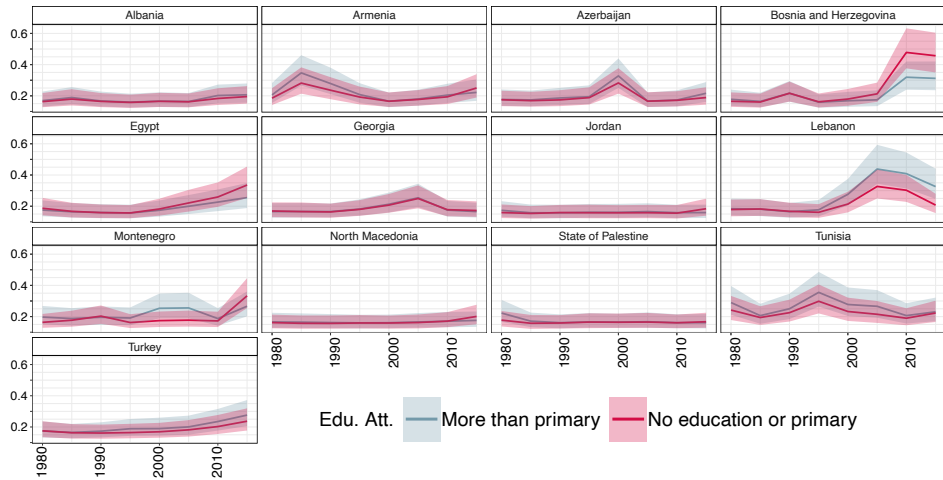 Albania
Armenia
Azerbaijan
Bosnia and Herzegovina
0.6
0.4
0.2
Egypt
Georgia
Jordan
Lebanon
0.6
0.4
0.2
Montenegro
North Macedonia
State of Palestine
Tunisia
0.6
0.4
0.2
1980 1990 2000 2010 1980 1990 2000 2010 1980 1990 2000 2010
Turkey
0.6
0.4
0.2
1980 1990 2000 2010
Edu. Att. More than primary No education or primary